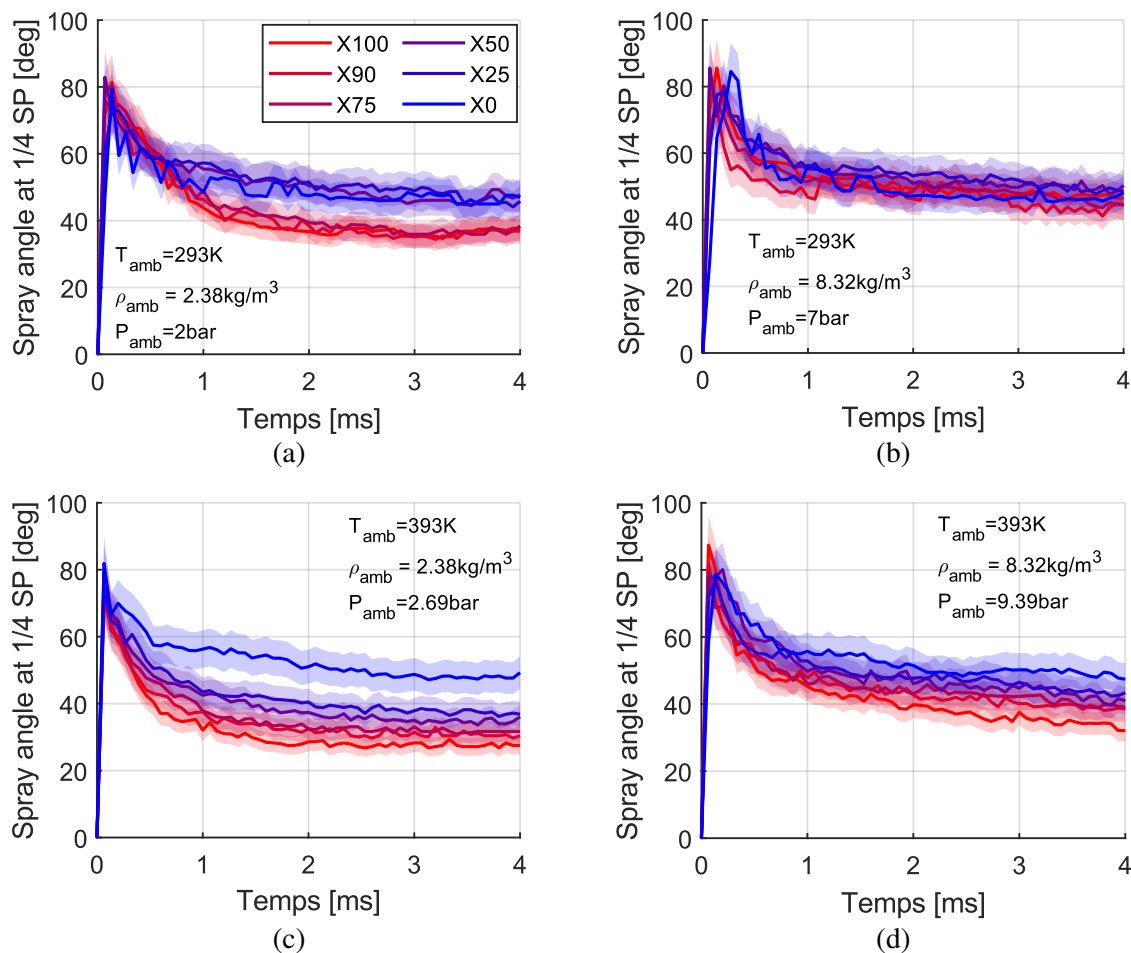 Spray angle at 1/4 SP [deg]
100
80
60
40
20
0
X100 X50
X90 X25
X75 X0
T_amb=293K
ρ_amb = 2.38kg/m³
P_amb=2bar
0 1 2 3 4
Temps [ms]
(a)
Spray angle at 1/4 SP [deg]
100
80
60
40
20
0
T_amb=293K
ρ_amb = 8.32kg/m³
P_amb=7bar
0 1 2 3 4
Temps [ms]
(b)
Spray angle at 1/4 SP [deg]
100
80
60
40
20
0
T_amb=393K
ρ_amb = 2.38kg/m³
P_amb=2.69bar
0 1 2 3 4
Temps [ms]
(c)
Spray angle at 1/4 SP [deg]
100
80
60
40
20
0
T_amb=393K
ρ_amb = 8.32kg/m³
P_amb=9.39bar
0 1 2 3 4
Temps [ms]
(d)